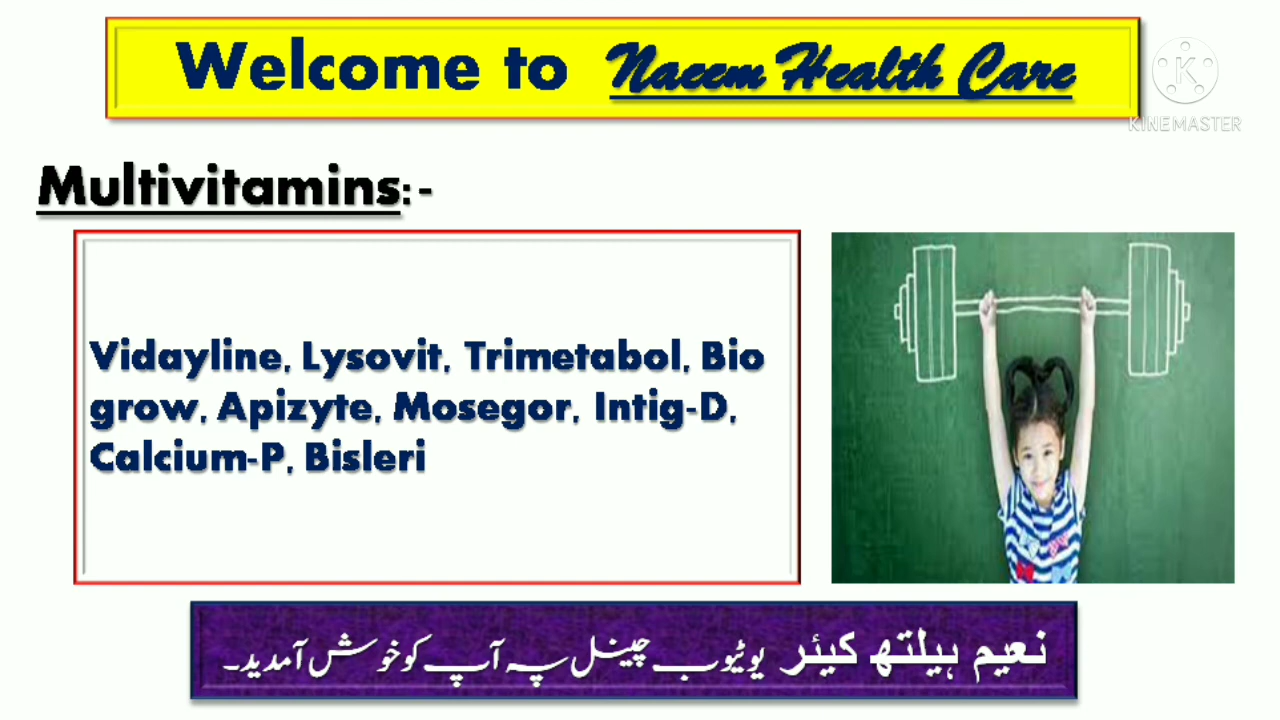 Welcome to Naeem Health Care
KINEMASTER
Multivitamins:-
Vidayline, Lysovit, Trimetabol, Bio
grow, Apizyte, Mosegor, Intig-D,
Calcium-P, Bisleri
نعیم ہیلتھ کیئر یوٹیوب چینل پہ آپ کو خوش آمدید۔